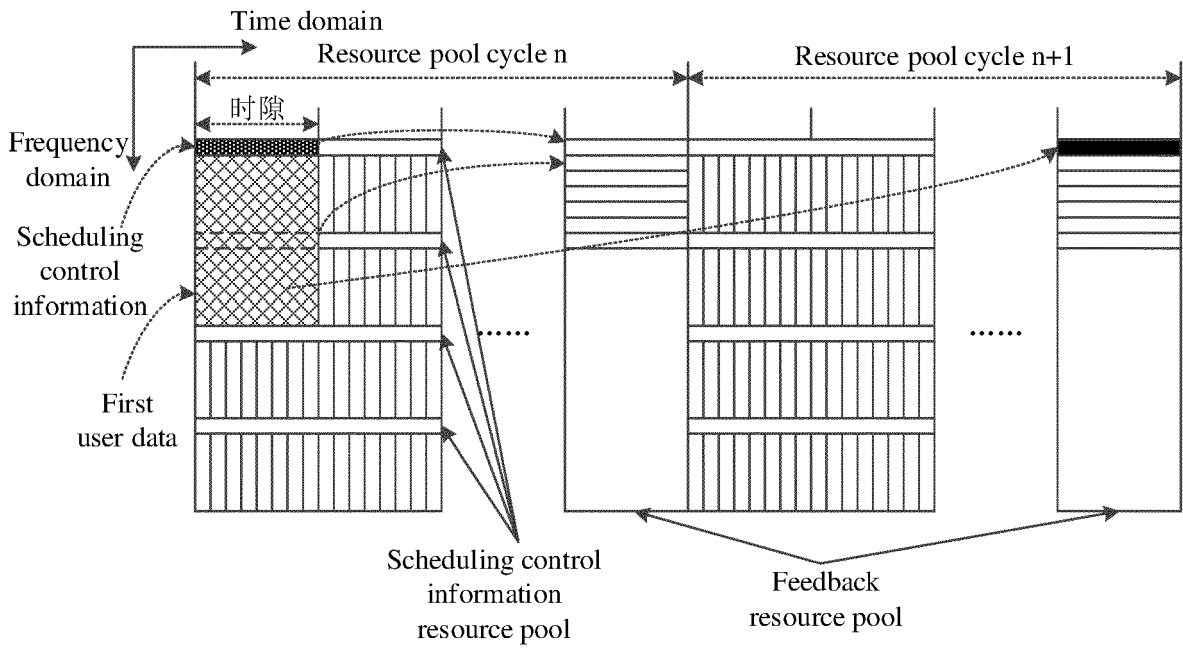 Time domain
Resource pool cycle n
Resource pool cycle n+1
时隙
Frequency
domain
Scheduling
control
information
......
......
First
user data
Scheduling control
information
resource pool
Feedback
resource pool